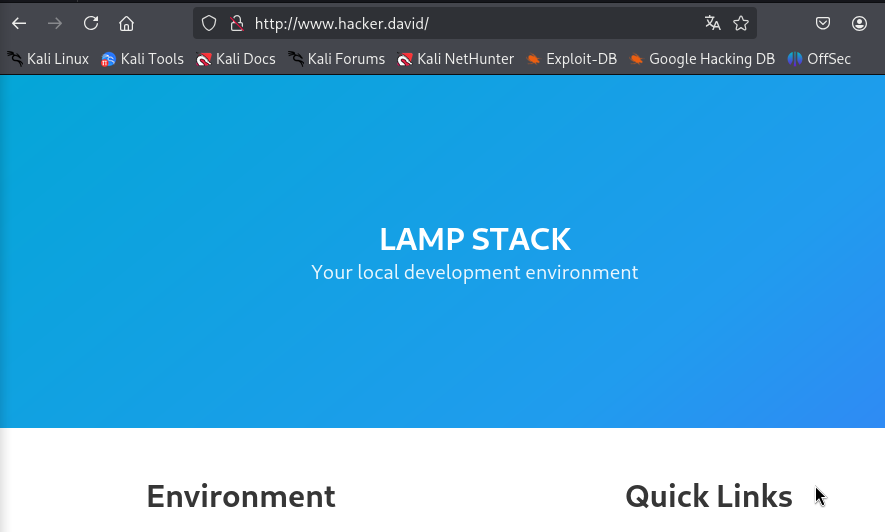 http://www.hacker.david/
Kali Linux Kali Tools Kali Docs Kali Forums Kali NetHunter Exploit-DB Google Hacking DB OffSec
LAMP STACK
Your local development environment
Environment Quick Links